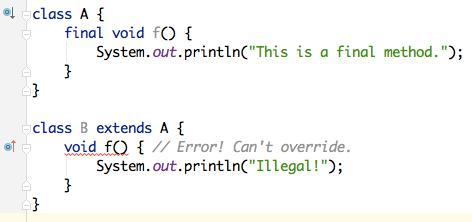 class A {
    final void f() {
        System.out.println("This is a final method.");
    }
}

class B extends A {
    void f() { // Error! Can't override.
        System.out.println("Illegal!");
    }
}